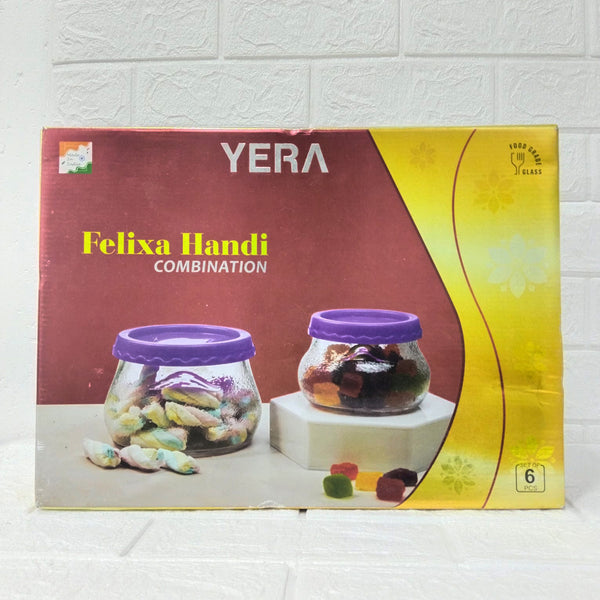 YERA
FOOD GRADE
GLASS
Felixa Handi
COMBINATION
SET OF
6
PCS